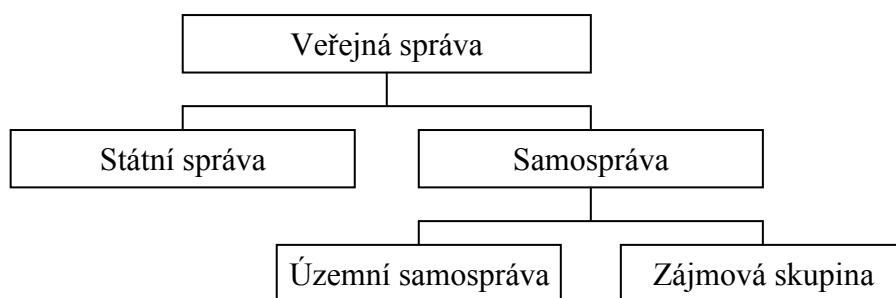 Veřejná správa
Státní správa
Samospráva
Územní samospráva
Zájmová skupina